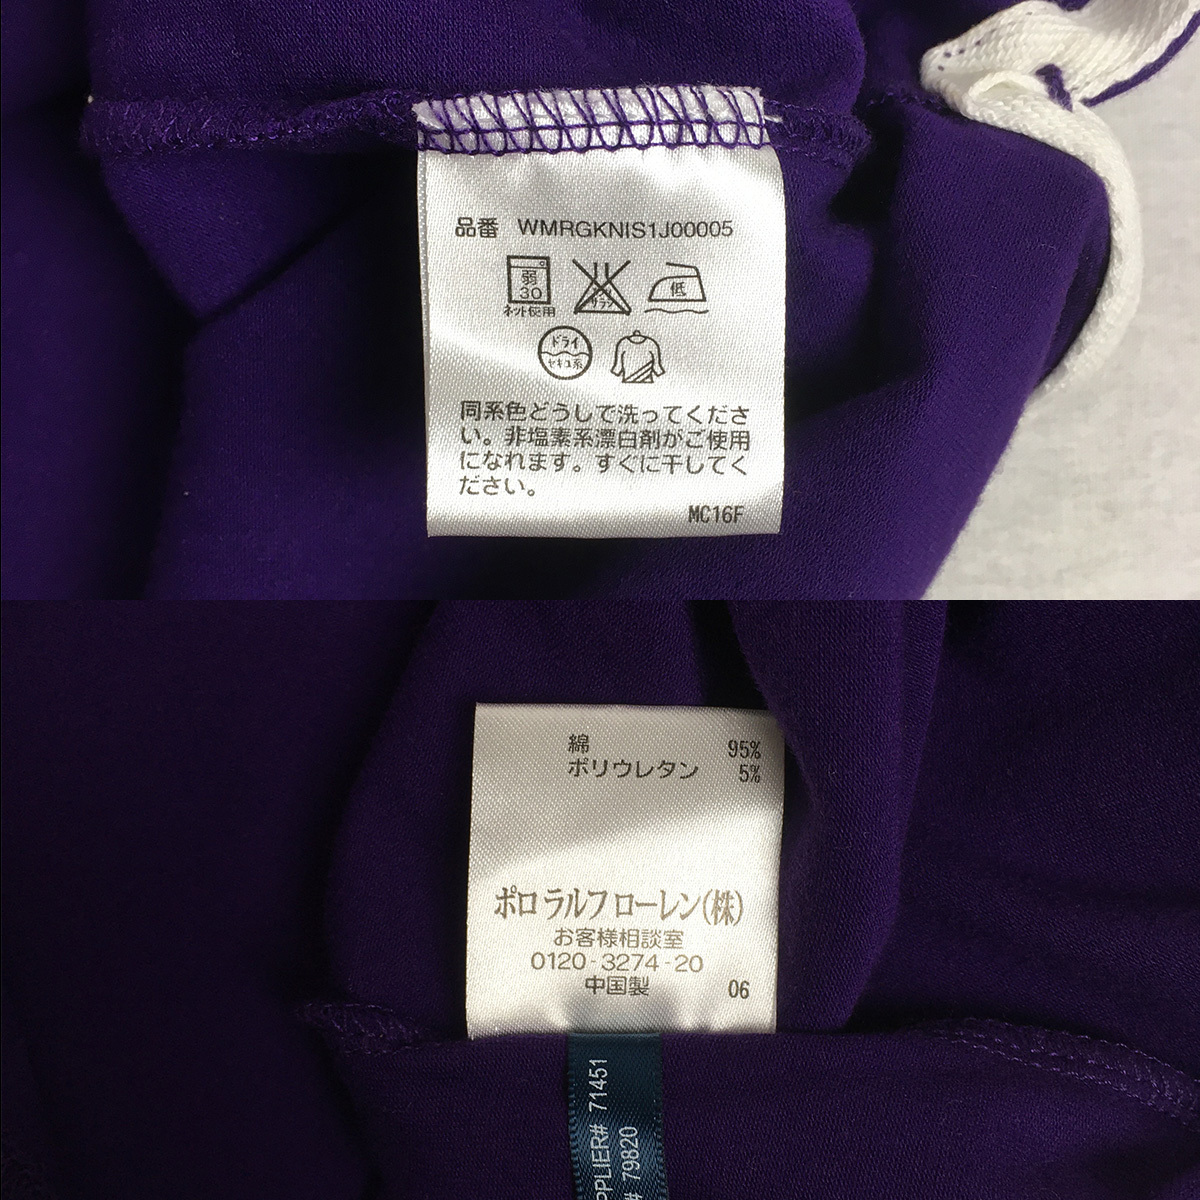 品番 WMRGKNIS1J00005
弱
30
ネット使用
サラシ
低
ドライ
セキユ系
同系色どうしで洗ってくださ
い。非塩素系漂白剤がご使用
になれます。すぐに干してく
ださい。
MC16F
綿 95%
ポリウレタン 5%
ポロ ラルフ ローレン(株)
お客様相談室
0120-3274-20
中国製 06
PPLIER# 71451
# 79820